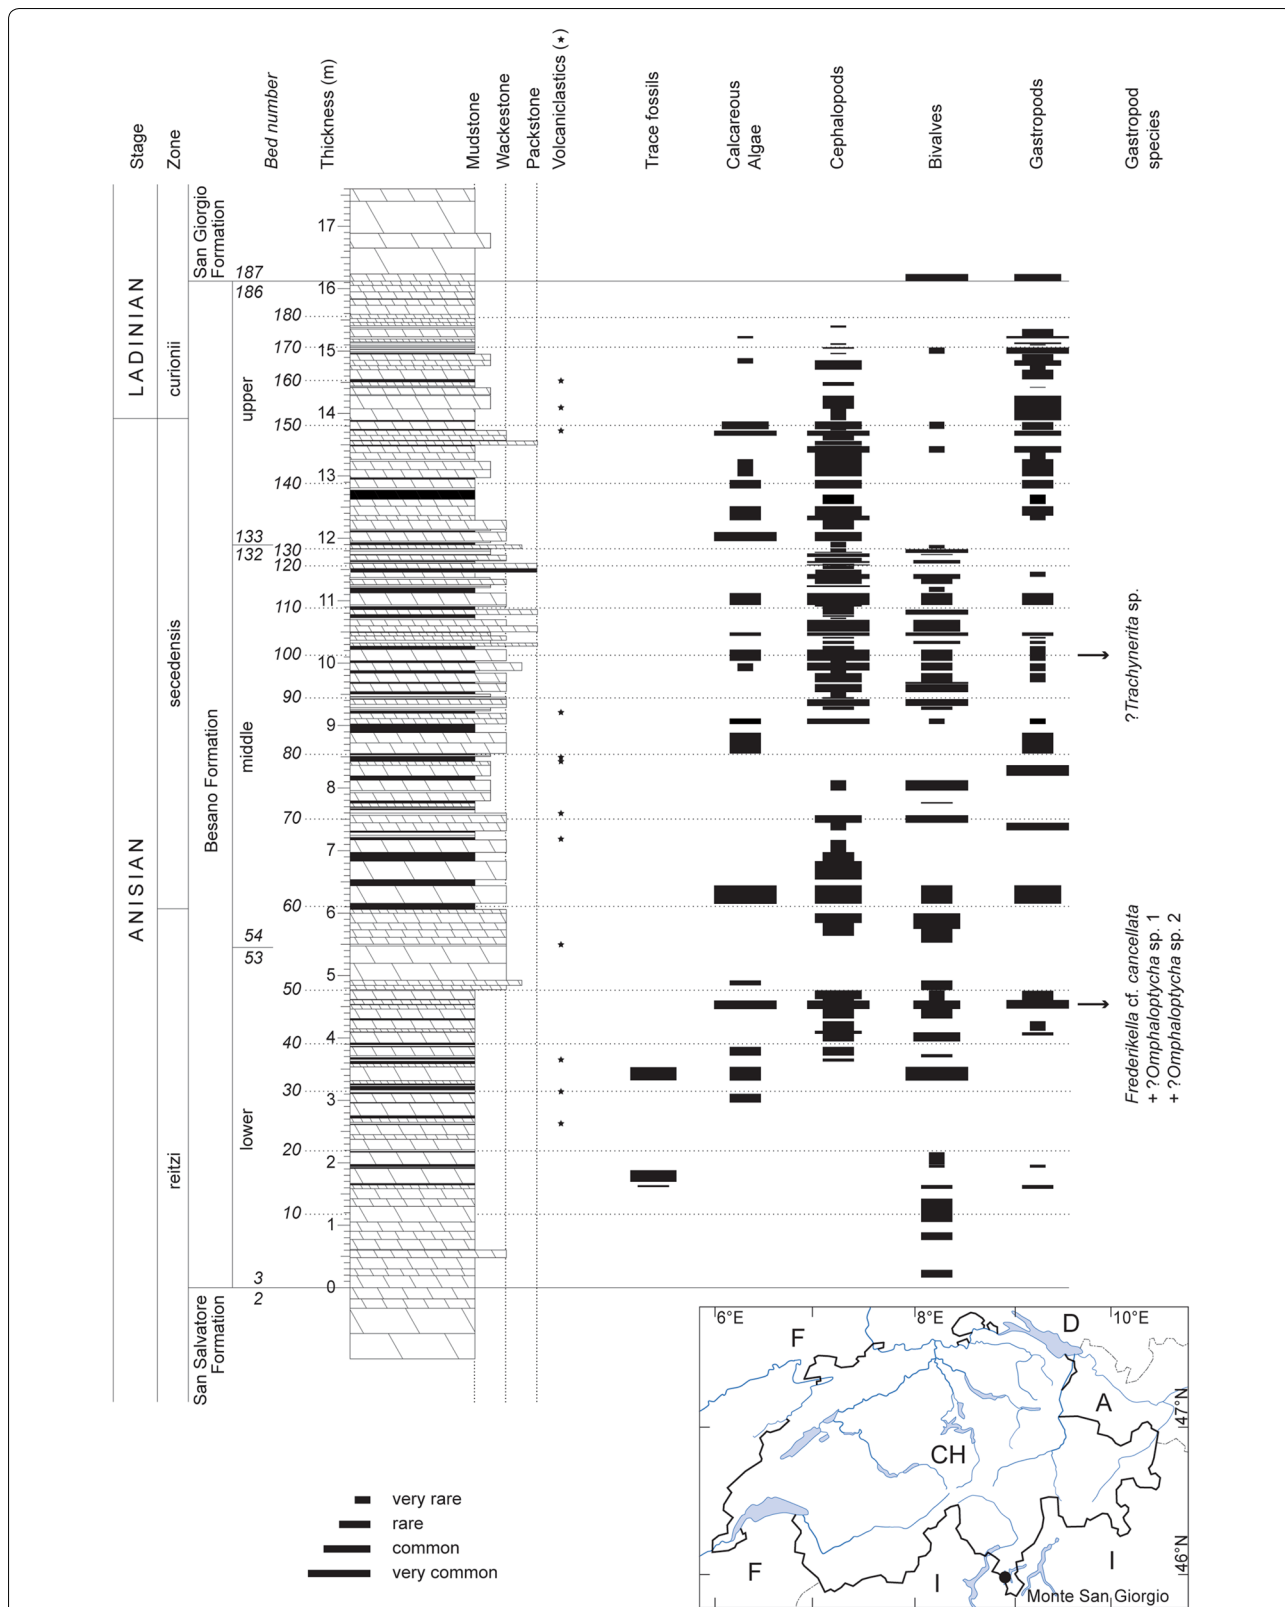 Stage
Zone
Bed number
Thickness (m)
Mudstone
Wackestone
Packstone
Volcaniclastics (★)
Trace fossils
Calcareous
Algae
Cephalopods
Bivalves
Gastropods
Gastropod
species
LADINIAN
ANISIAN
curionii
secedensis
reitzi
San Giorgio
Formation
Besano Formation
San Salvatore
Formation
upper
middle
lower
187
186
180
170
160
150
140
133
132
130
120
110
100
90
80
70
60
54
53
50
40
30
20
10
3
2
17
16
15
14
13
12
11
10
9
8
7
6
5
4
3
2
1
0
?Trachynerita sp.
Frederikella cf. cancellata
+ ?Omphaloptycha sp. 1
+ ?Omphaloptycha sp. 2
very rare
rare
common
very common
6°E
8°E
10°E
F
D
A
47°N
CH
F
I
I
46°N
Monte San Giorgio